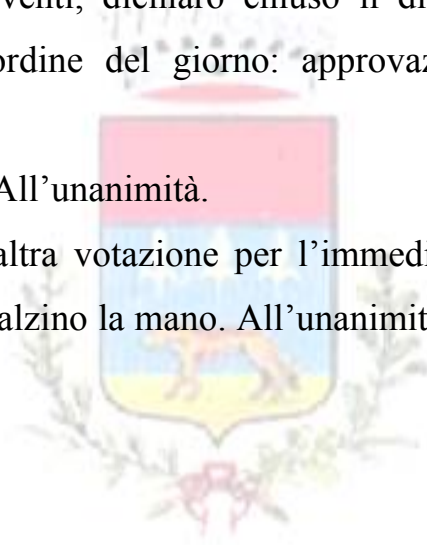 venti, dichiaro chiuso il di
ordine del giorno: approvaz
All’unanimità.
altra votazione per l’immedi
alzino la mano. All’unanimit